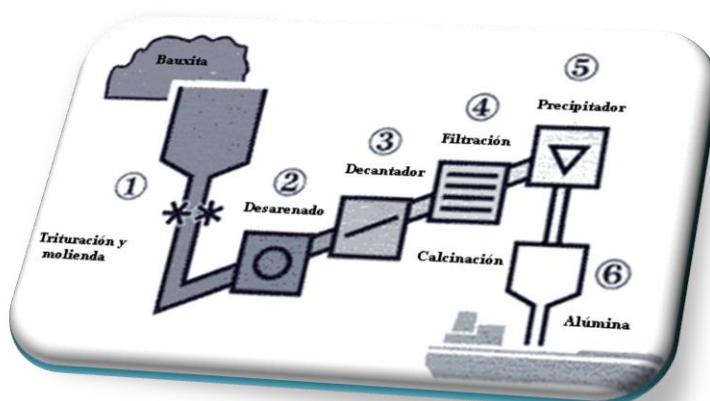 Bauxita
①
Trituración y
molienda
②
Desarenado
③
Decantador
④
Filtración
⑤
Precipitador
Calcinación
⑥
Alúmina